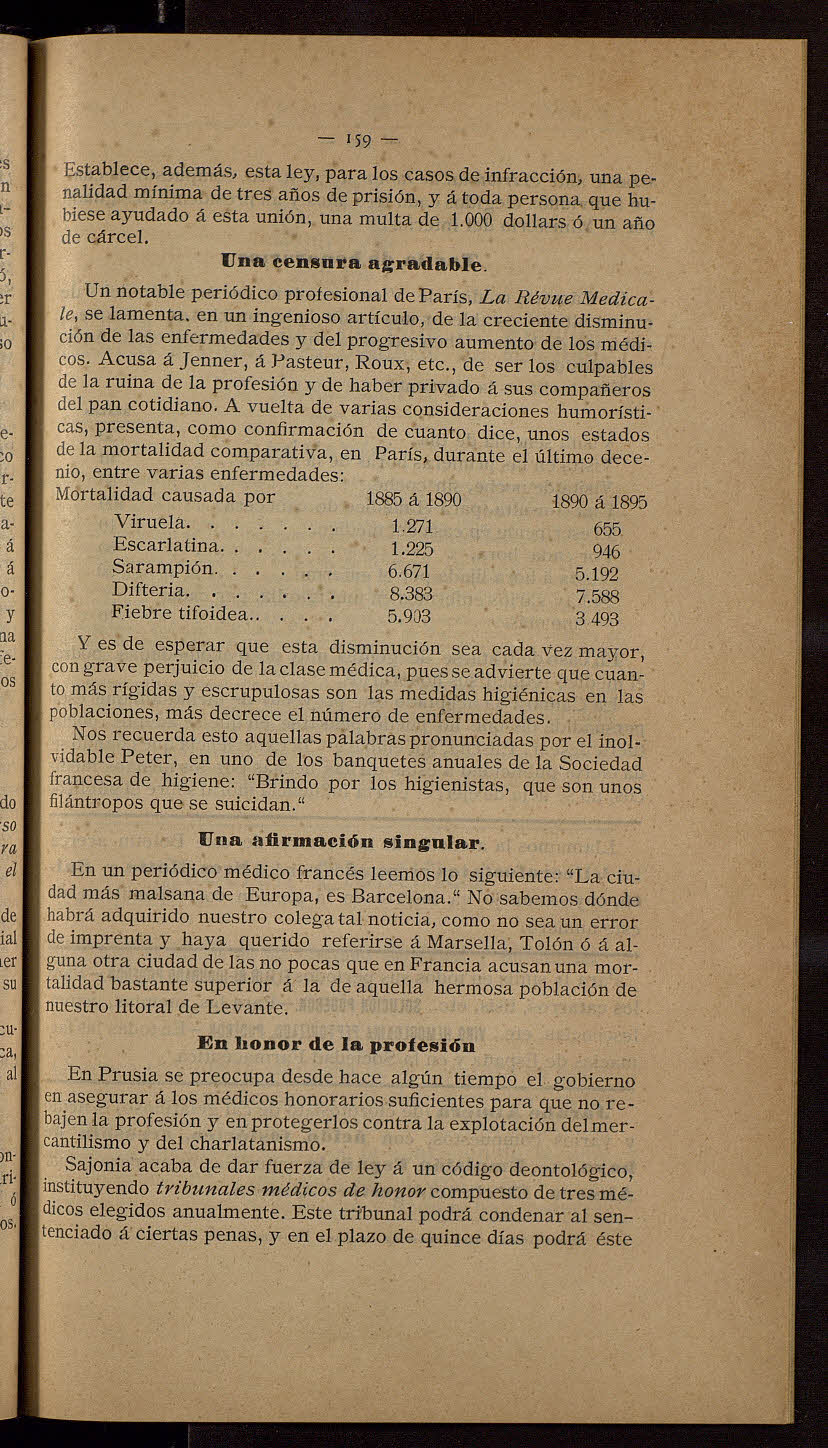 — 159 —
Establece, además, esta ley, para los casos de infracción, una pe-
nalidad mínima de tres años de prisión, y á toda persona que hu-
biese ayudado á esta unión, una multa de 1.000 dollars ó un año
de cárcel.
Una censura agradable.
Un notable periódico profesional de París, La Révue Medica-
le, se lamenta, en un ingenioso artículo, de la creciente disminu-
ción de las enfermedades y del progresivo aumento de los médi-
cos. Acusa á Jenner, á Pasteur, Roux, etc., de ser los culpables
de la ruina de la profesión y de haber privado á sus compañeros
del pan cotidiano. A vuelta de varias consideraciones humorísti-
cas, presenta, como confirmación de cuanto dice, unos estados
de la mortalidad comparativa, en París, durante el último dece-
nio, entre varias enfermedades:
Mortalidad causada por 1885 á 1890 1890 á 1895
Viruela. . . . . . . 1.271 655
Escarlatina. . . . . . 1.225 946
Sarampión. . . . . . 6.671 5.192
Difteria. . . . . . . 8.383 7.588
Fiebre tifoidea.. . . . 5.903 3 493
Y es de esperar que esta disminución sea cada vez mayor,
con grave perjuicio de la clase médica, pues se advierte que cuan-
to más rígidas y escrupulosas son las medidas higiénicas en las
poblaciones, más decrece el número de enfermedades.
Nos recuerda esto aquellas palabras pronunciadas por el inol-
vidable Peter, en uno de los banquetes anuales de la Sociedad
francesa de higiene: “Brindo por los higienistas, que son unos
filántropos que se suicidan.“
Una afirmación singular.
En un periódico médico francés leemos lo siguiente: “La ciu-
dad más malsana de Europa, es Barcelona.“ No sabemos dónde
habrá adquirido nuestro colega tal noticia, como no sea un error
de imprenta y haya querido referirse á Marsella, Tolón ó á al-
guna otra ciudad de las no pocas que en Francia acusan una mor-
talidad bastante superior á la de aquella hermosa población de
nuestro litoral de Levante.
En honor de la profesión
En Prusia se preocupa desde hace algún tiempo el gobierno
en asegurar á los médicos honorarios suficientes para que no re-
bajen la profesión y en protegerlos contra la explotación del mer-
cantilismo y del charlatanismo.
Sajonia acaba de dar fuerza de ley á un código deontológico,
instituyendo tribunales médicos de honor compuesto de tres mé-
dicos elegidos anualmente. Este tribunal podrá condenar al sen-
tenciado á ciertas penas, y en el plazo de quince días podrá éste